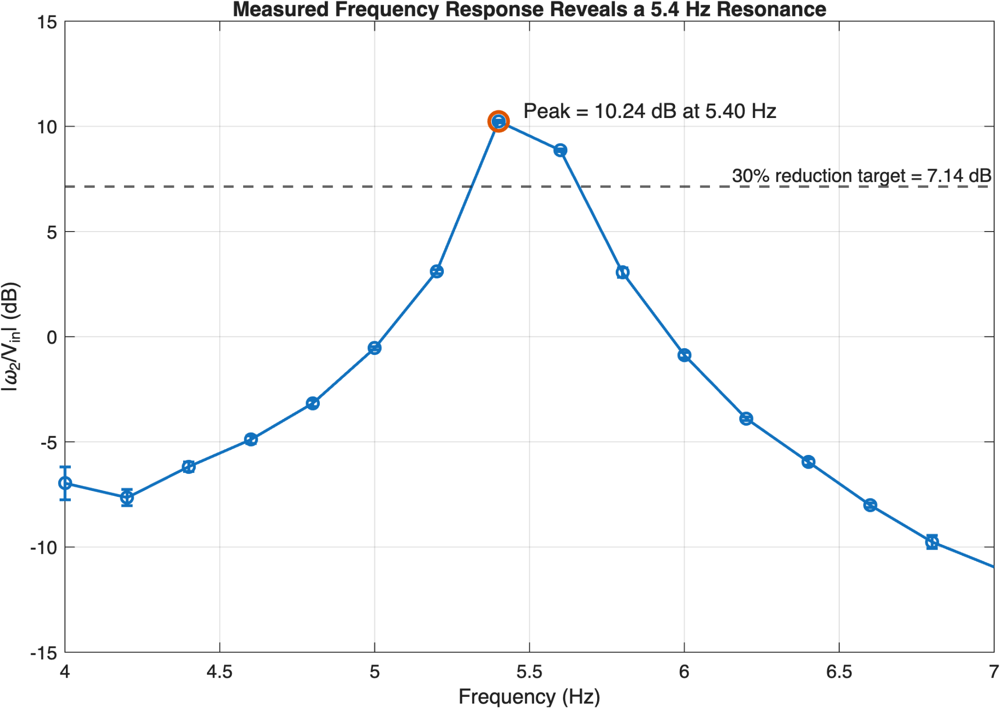 Measured Frequency Response Reveals a 5.4 Hz Resonance
15
10
5
0
-5
-10
-15
|ω₂/Vᵢₙ| (dB)
Peak = 10.24 dB at 5.40 Hz
30% reduction target = 7.14 dB
4 4.5 5 5.5 6 6.5 7
Frequency (Hz)